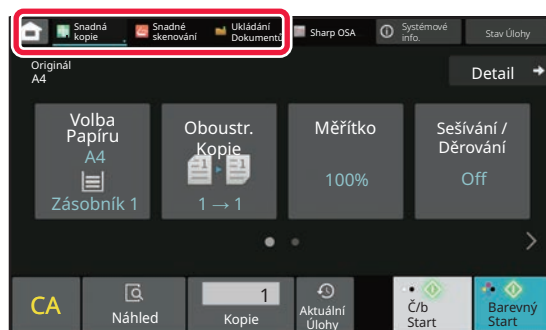 Snadná kopie
Snadné skenování
Ukládání Dokumentů
Sharp OSA
Systémové info.
Stav Úlohy
Originál
A4
Detail
Volba
Papíru
A4
Zásobník 1
Oboustr.
Kopie
1
1
1 → 1
Měřítko
100%
Sešívání /
Děrování
Off
CA
Náhled
1
Kopie
Aktuální
Úlohy
Č/b
Start
Barevný
Start